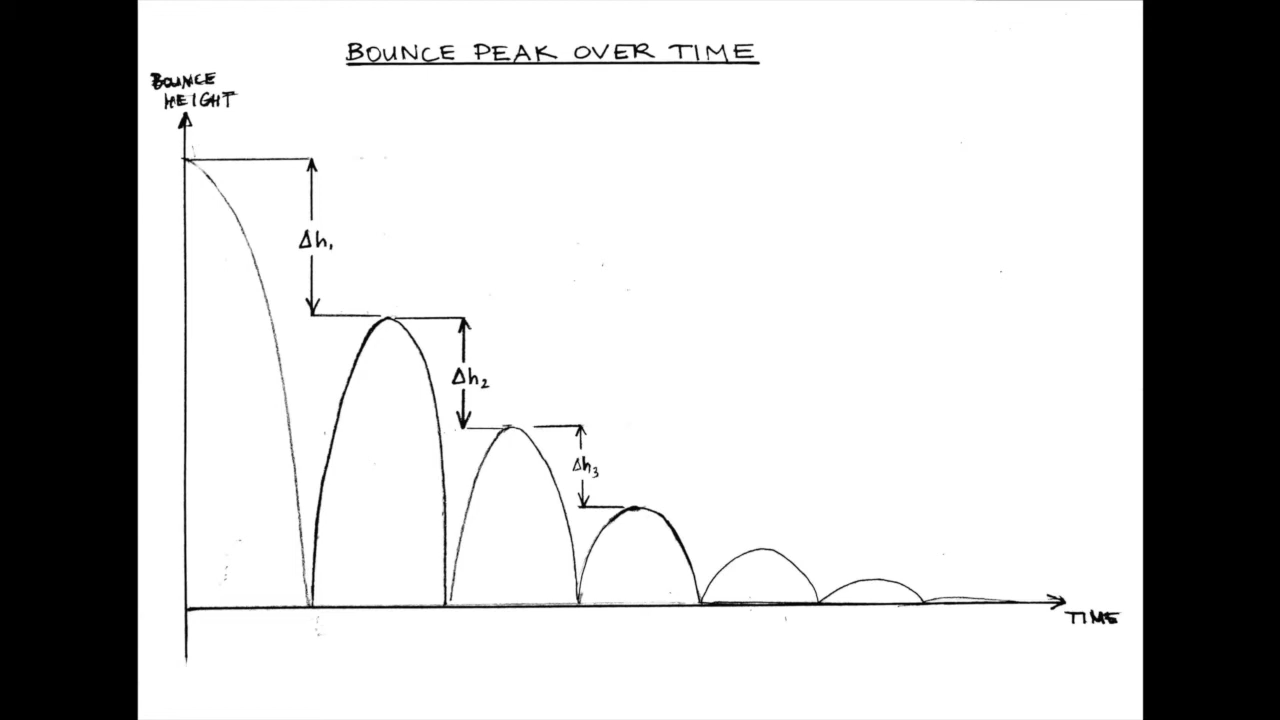 BOUNCE PEAK OVER TIME
BOUNCE
HEIGHT
Δh₁
Δh₂
Δh₃
TIME